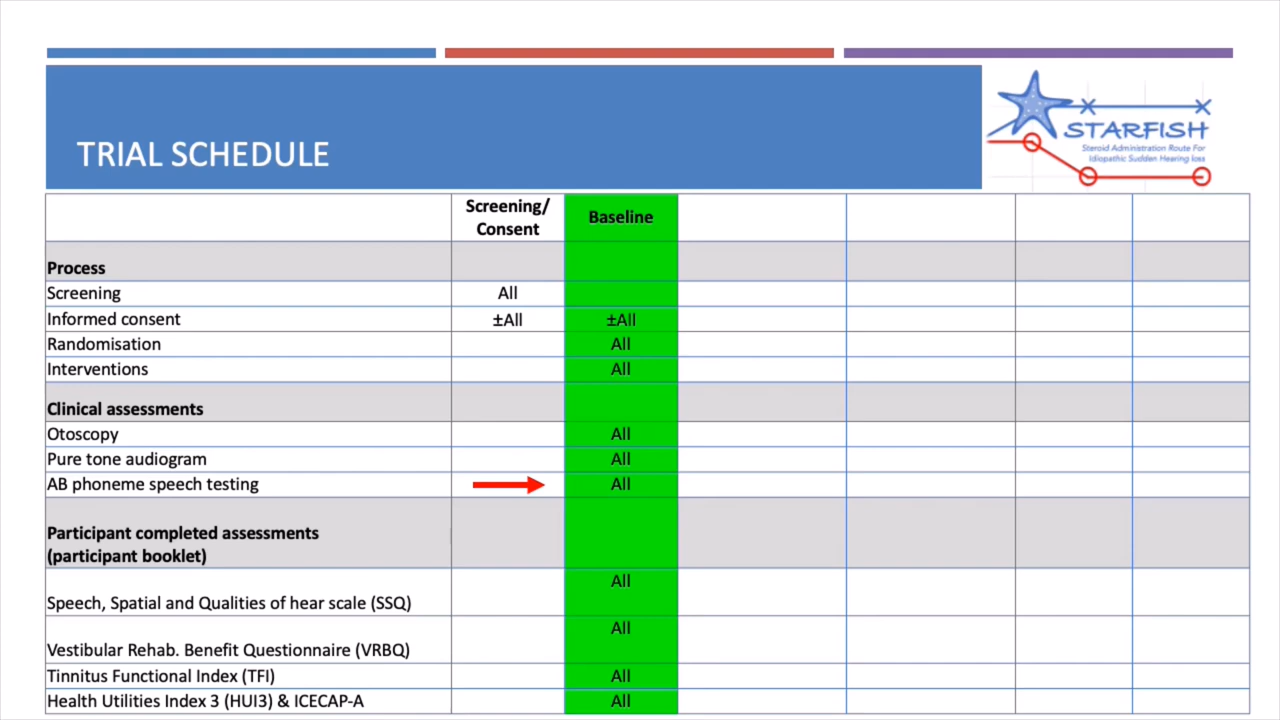 TRIAL SCHEDULE
STARFISH
Steroid Administration Route For
Idiopathic Sudden Hearing loss
Screening/
Consent
Baseline
Process
Screening All
Informed consent ±All ±All
Randomisation All
Interventions All
Clinical assessments
Otoscopy All
Pure tone audiogram All
AB phoneme speech testing All
Participant completed assessments
(participant booklet)
Speech, Spatial and Qualities of hear scale (SSQ) All
Vestibular Rehab. Benefit Questionnaire (VRBQ) All
Tinnitus Functional Index (TFI) All
Health Utilities Index 3 (HUI3) & ICECAP-A All